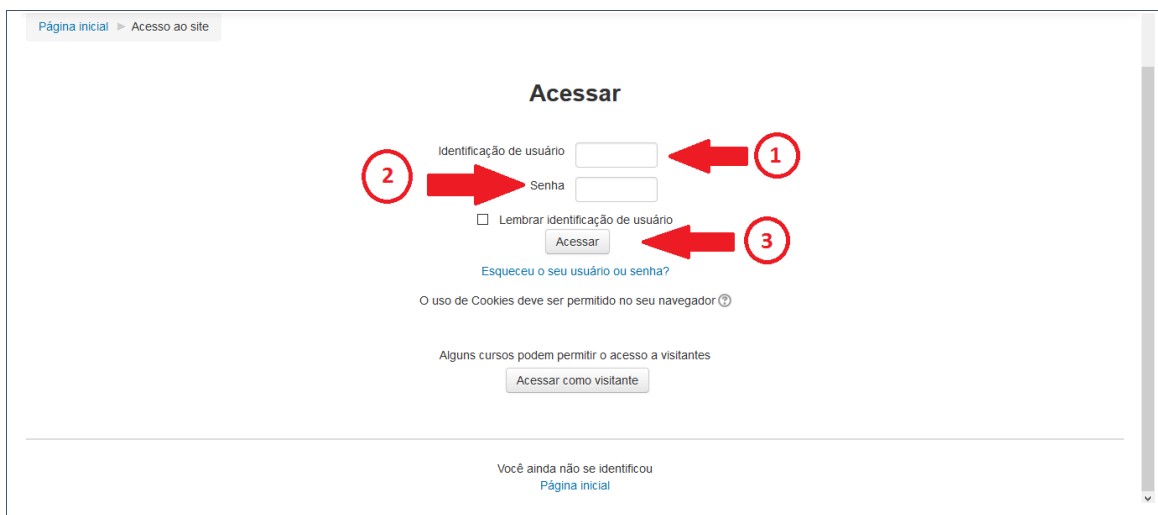 Página inicial ► Acesso ao site
Acessar
Identificação de usuário
1
2
Senha
Lembrar identificação de usuário
Acessar
3
Esqueceu o seu usuário ou senha?
O uso de Cookies deve ser permitido no seu navegador ?
Alguns cursos podem permitir o acesso a visitantes
Acessar como visitante
Você ainda não se identificou
Página inicial